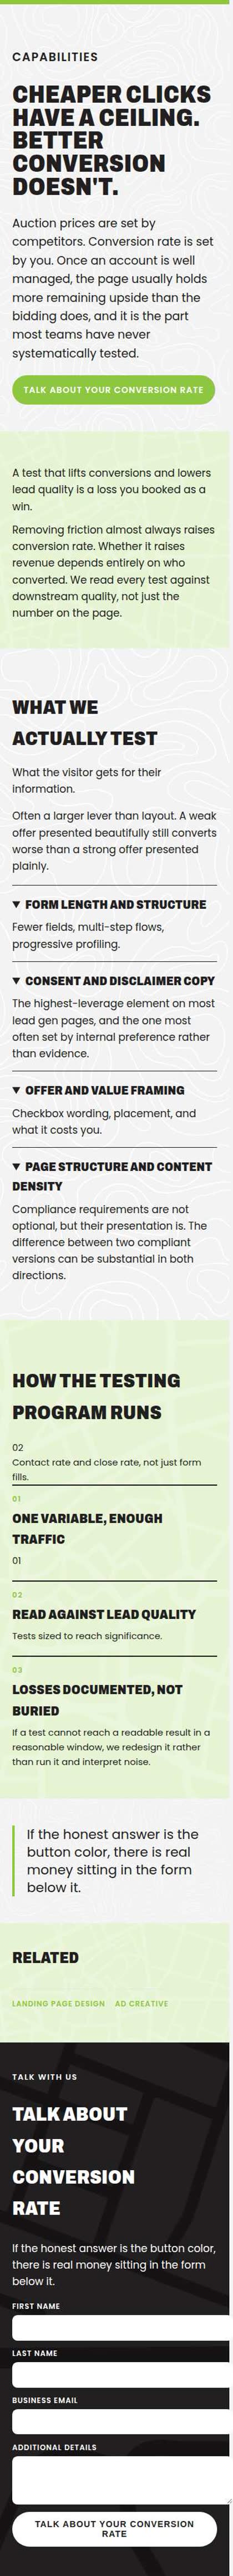 CAPABILITIES
CHEAPER CLICKS
HAVE A CEILING.
BETTER
CONVERSION
DOESN'T.
Auction prices are set by
competitors. Conversion rate is set
by you. Once an account is well
managed, the page usually holds
more remaining upside than the
bidding does, and it is the part
most teams have never
systematically tested.
TALK ABOUT YOUR CONVERSION RATE
A test that lifts conversions and lowers
lead quality is a loss you booked as a
win.
Removing friction almost always raises
conversion rate. Whether it raises
revenue depends entirely on who
converted. We read every test against
downstream quality, not just the
number on the page.
WHAT WE
ACTUALLY TEST
What the visitor gets for their
information.
Often a larger lever than layout. A weak
offer presented beautifully still converts
worse than a strong offer presented
plainly.
▼ FORM LENGTH AND STRUCTURE
Fewer fields, multi-step flows,
progressive profiling.
▼ CONSENT AND DISCLAIMER COPY
The highest-leverage element on most
lead gen pages, and the one most
often set by internal preference rather
than evidence.
▼ OFFER AND VALUE FRAMING
Checkbox wording, placement, and
what it costs you.
▼ PAGE STRUCTURE AND CONTENT
DENSITY
Compliance requirements are not
optional, but their presentation is. The
difference between two compliant
versions can be substantial in both
directions.
HOW THE TESTING
PROGRAM RUNS
02
Contact rate and close rate, not just form
fills.
01
ONE VARIABLE, ENOUGH
TRAFFIC
01
02
READ AGAINST LEAD QUALITY
Tests sized to reach significance.
03
LOSSES DOCUMENTED, NOT
BURIED
If a test cannot reach a readable result in a
reasonable window, we redesign it rather
than run it and interpret noise.
If the honest answer is the
button color, there is real
money sitting in the form
below it.
RELATED
LANDING PAGE DESIGN AD CREATIVE
TALK WITH US
TALK ABOUT
YOUR
CONVERSION
RATE
If the honest answer is the button color,
there is real money sitting in the form
below it.
FIRST NAME
LAST NAME
BUSINESS EMAIL
ADDITIONAL DETAILS
TALK ABOUT YOUR CONVERSION
RATE